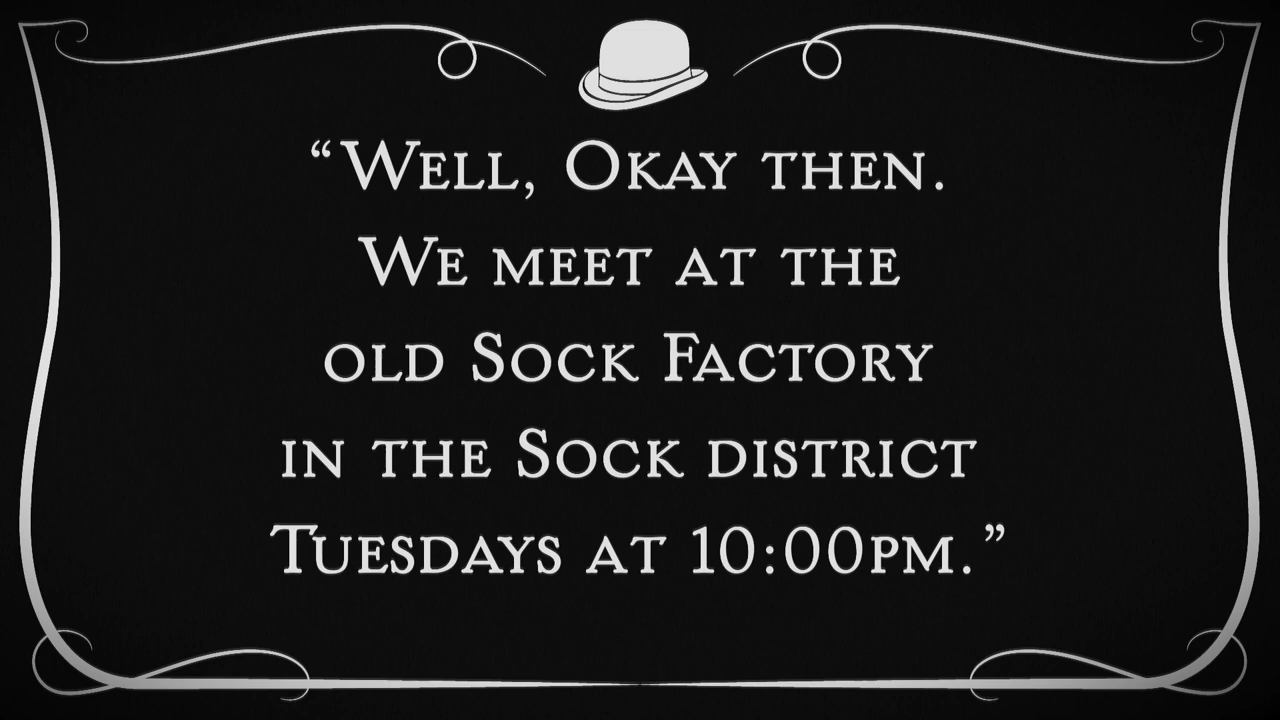 “Well, Okay then.
We meet at the
old Sock Factory
in the Sock district
Tuesdays at 10:00pm.”